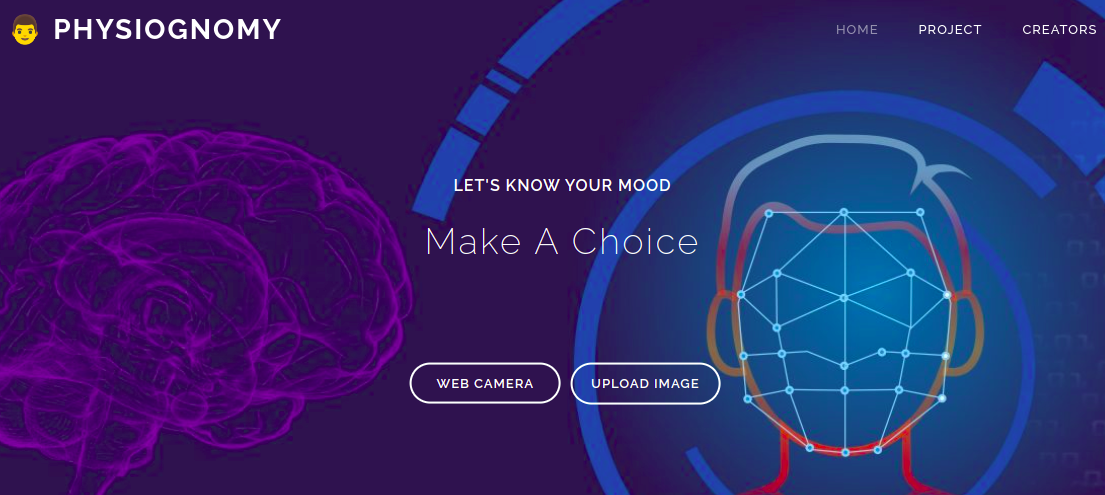 PHYSIOGNOMY
HOME PROJECT CREATORS
LET'S KNOW YOUR MOOD
Make A Choice
WEB CAMERA UPLOAD IMAGE